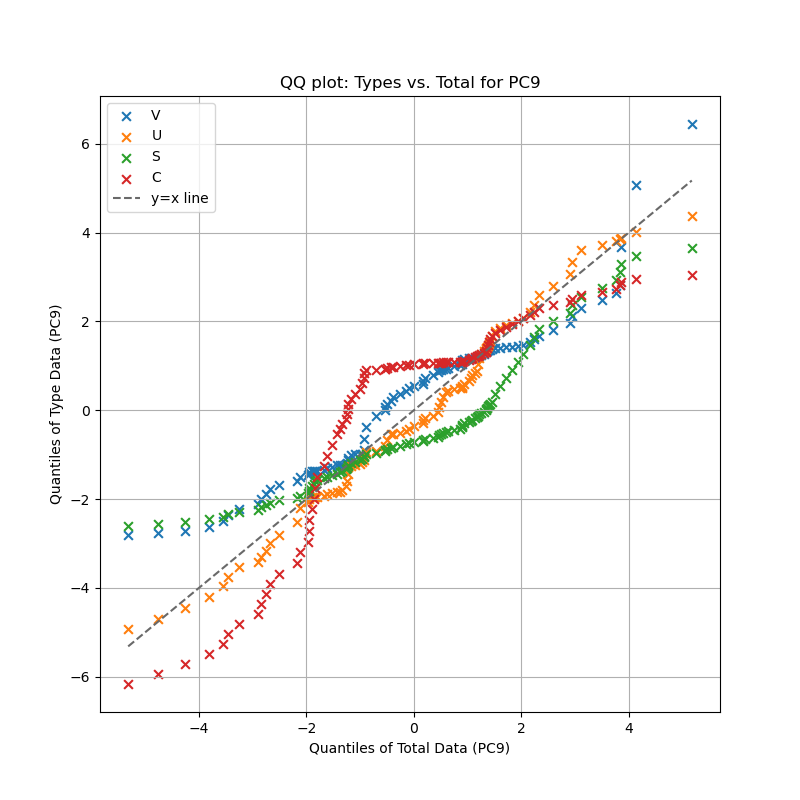 QQ plot: Types vs. Total for PC9
V
U
S
C
y=x line
6
4
2
0
−2
−4
−6
Quantiles of Type Data (PC9)
−4
−2
0
2
4
Quantiles of Total Data (PC9)